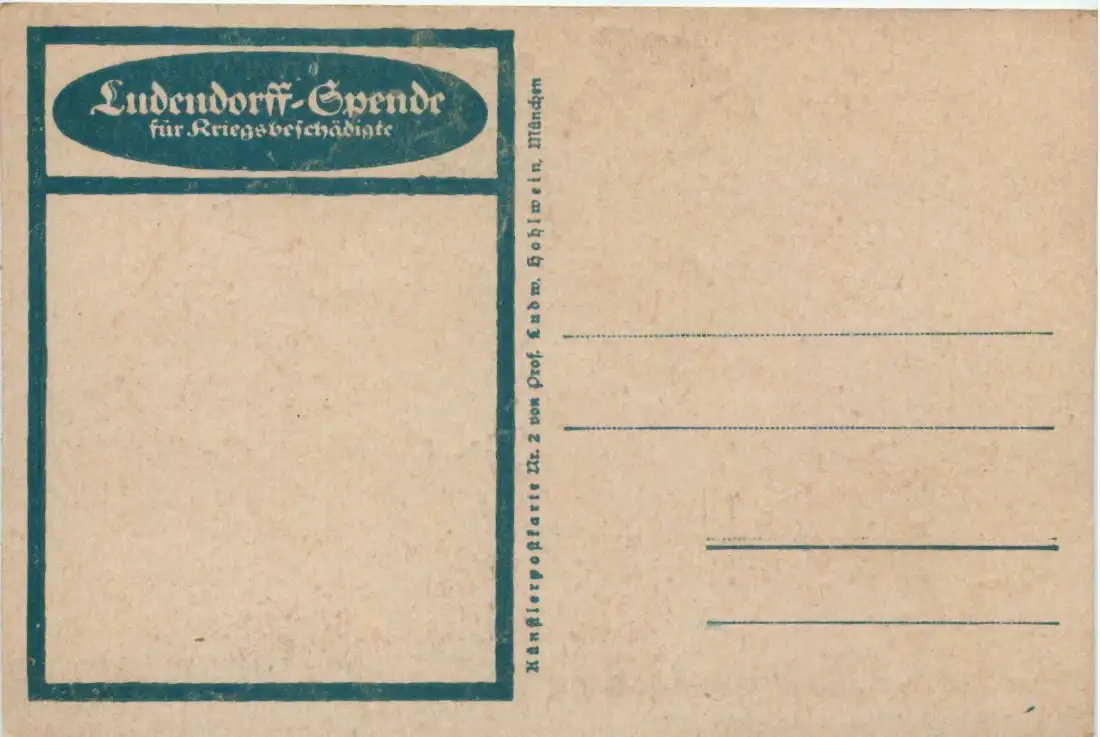 Ludendorff-Spende
für Kriegsbeschädigte
Künstlerpostkarte Nr. 2 von Prof. Ludw. Hohlwein, München